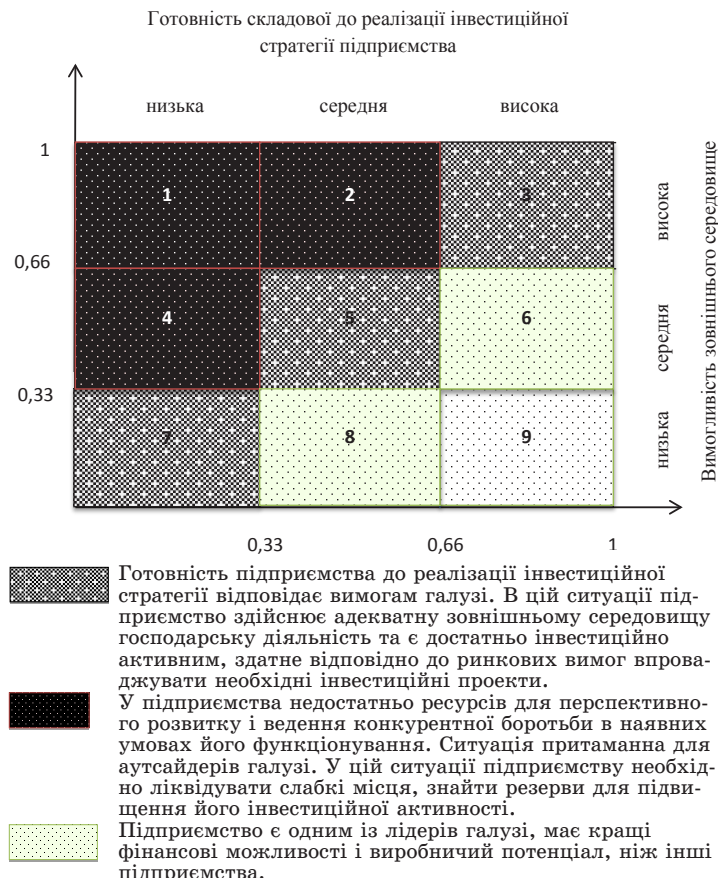 Готовність складової до реалізації інвестиційної
стратегії підприємства
низька середня висока
1
0,66
0,33
1 2 3
4 5 6
7 8 9
висока
середня
низька
Вимогливість зовнішнього середовище
0,33 0,66 1
Готовність підприємства до реалізації інвестиційної
стратегії відповідає вимогам галузі. В цій ситуації під-
приємство здійснює адекватну зовнішньому середовищу
господарську діяльність та є достатньо інвестиційно
активним, здатне відповідно до ринкових вимог впрова-
джувати необхідні інвестиційні проекти.
У підприємства недостатньо ресурсів для перспективно-
го розвитку і ведення конкурентної боротьби в наявних
умовах його функціонування. Ситуація притаманна для
аутсайдерів галузі. У цій ситуації підприємству необхід-
но ліквідувати слабкі місця, знайти резерви для підви-
щення його інвестиційної активності.
Підприємство є одним із лідерів галузі, має кращі
фінансові можливості і виробничий потенціал, ніж інші
підприємства.